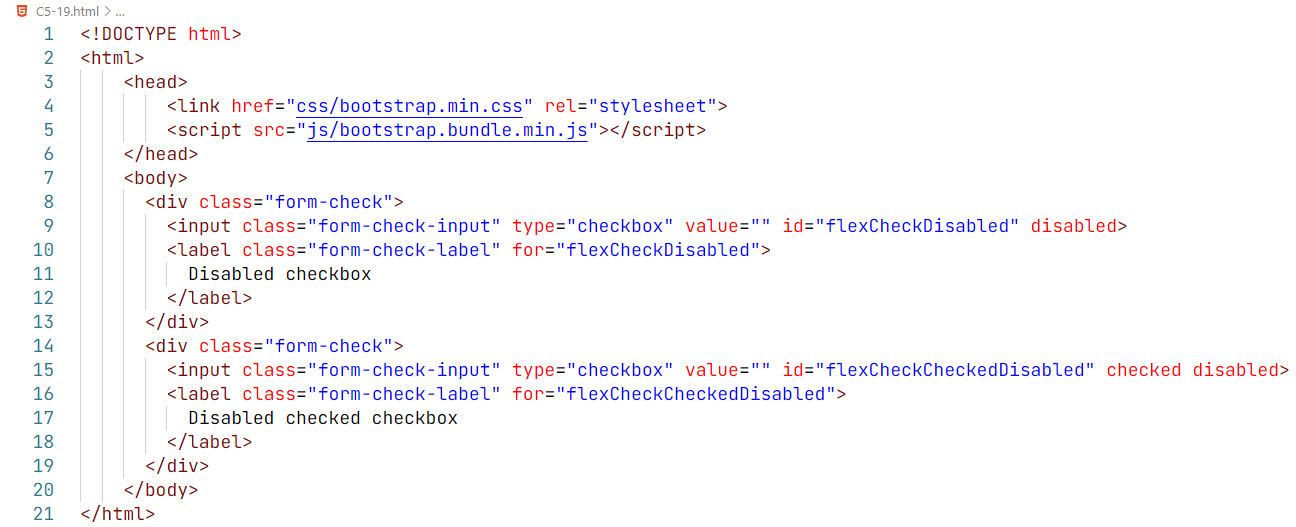 C5-19.html > ...
1 <!DOCTYPE html>
2 <html>
3     <head>
4         <link href="css/bootstrap.min.css" rel="stylesheet">
5         <script src="js/bootstrap.bundle.min.js"></script>
6     </head>
7     <body>
8       <div class="form-check">
9         <input class="form-check-input" type="checkbox" value="" id="flexCheckDisabled" disabled>
10         <label class="form-check-label" for="flexCheckDisabled">
11           Disabled checkbox
12         </label>
13       </div>
14       <div class="form-check">
15         <input class="form-check-input" type="checkbox" value="" id="flexCheckCheckedDisabled" checked disabled>
16         <label class="form-check-label" for="flexCheckCheckedDisabled">
17           Disabled checked checkbox
18         </label>
19       </div>
20     </body>
21 </html>